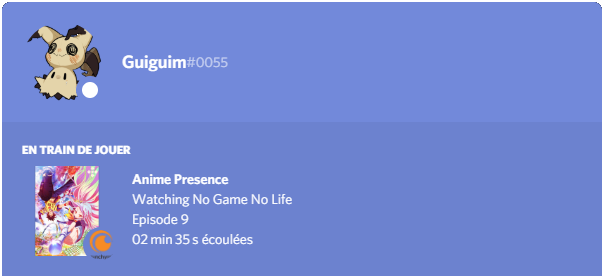 Guiguim#0055
EN TRAIN DE JOUER
Anime Presence
Watching No Game No Life
Episode 9
02 min 35 s écoulées